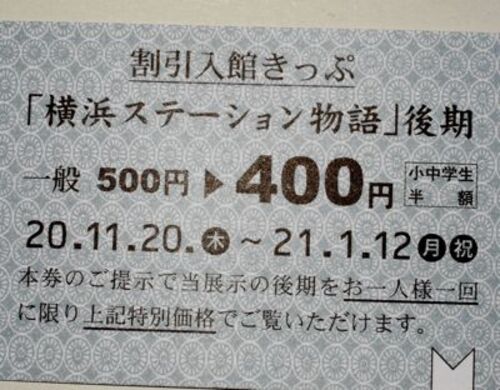 割引入館きっぷ
「横浜ステーション物語」後期
一般 500円▶400円 小中学生半額
20.11.20.木～21.1.12月祝
本券のご提示で当展示の後期をお一人様一回
に限り上記特別価格でご覧いただけます。